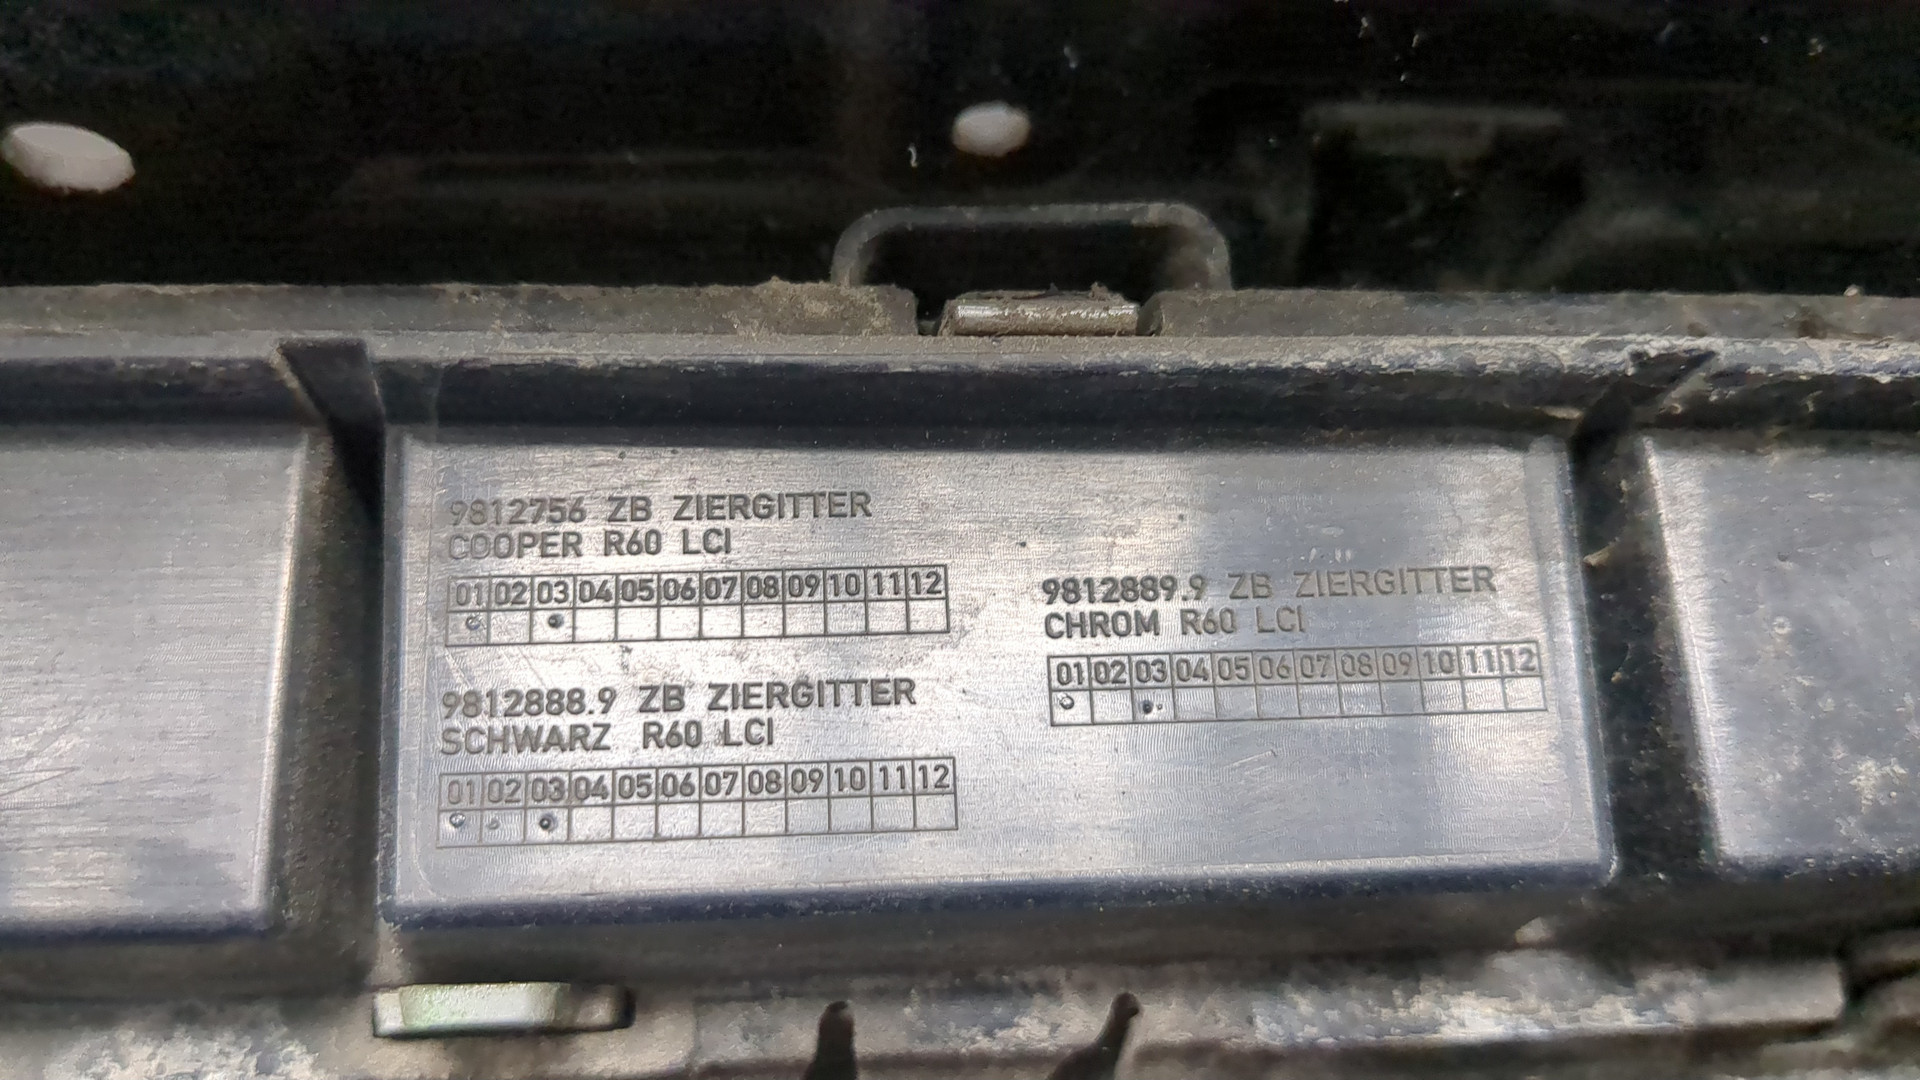 9812756 ZB ZIERGITTER
COOPER R60 LCI
01 02 03 04 05 06 07 08 09 10 11 12
9812888.9 ZB ZIERGITTER
SCHWARZ R60 LCI
01 02 03 04 05 06 07 08 09 10 11 12
9812889.9 ZB ZIERGITTER
CHROM R60 LCI
01 02 03 04 05 06 07 08 09 10 11 12